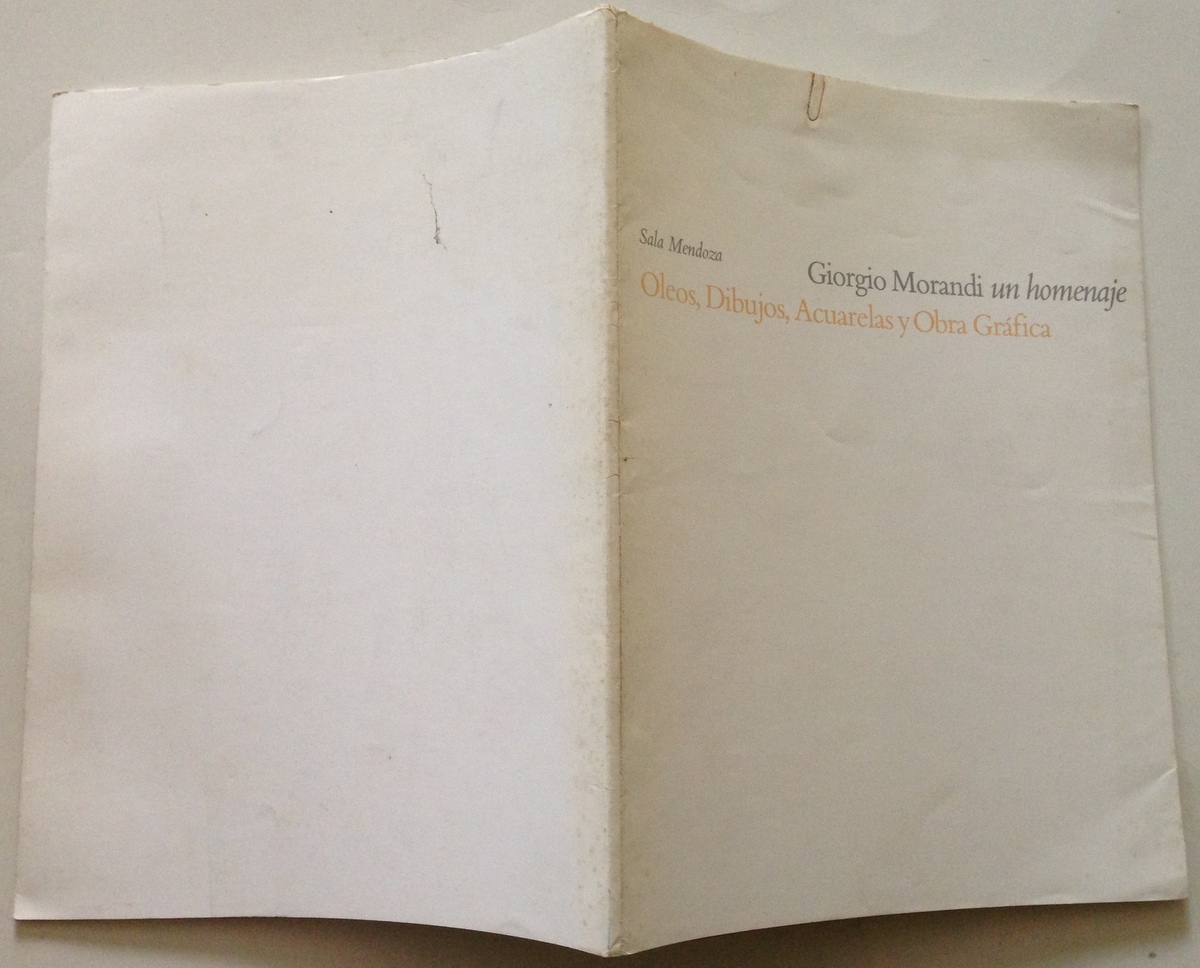 Sala Mendoza
Giorgio Morandi un homenaje
Oleos, Dibujos, Acuarelas y Obra Gráfica